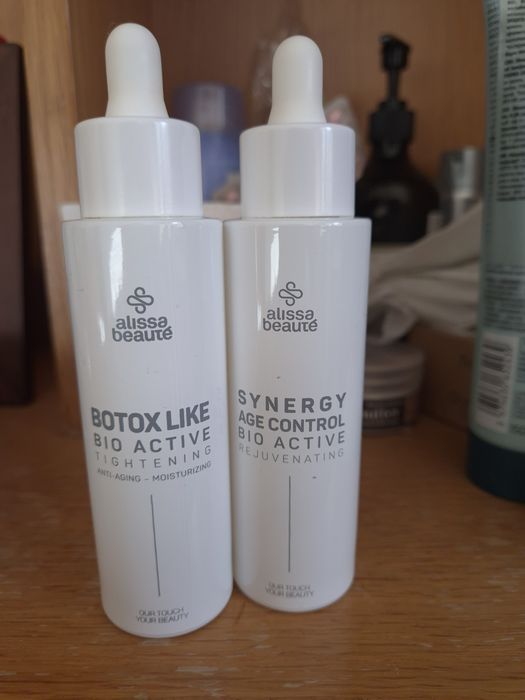 alissa
beauté
BOTOX LIKE
BIO ACTIVE
TIGHTENING
ANTI-AGING - MOISTURIZING
OUR TOUCH
YOUR BEAUTY
alissa
beauté
SYNERGY
AGE CONTROL
BIO ACTIVE
REJUVENATING
OUR TOUCH
YOUR BEAUTY